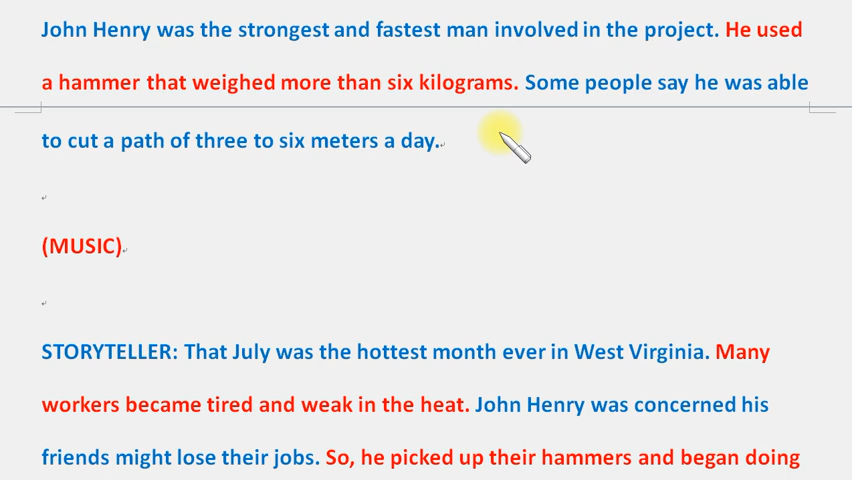 John Henry was the strongest and fastest man involved in the project. He used
a hammer that weighed more than six kilograms. Some people say he was able
to cut a path of three to six meters a day.
(MUSIC)
STORYTELLER: That July was the hottest month ever in West Virginia. Many
workers became tired and weak in the heat. John Henry was concerned his
friends might lose their jobs. So, he picked up their hammers and began doing